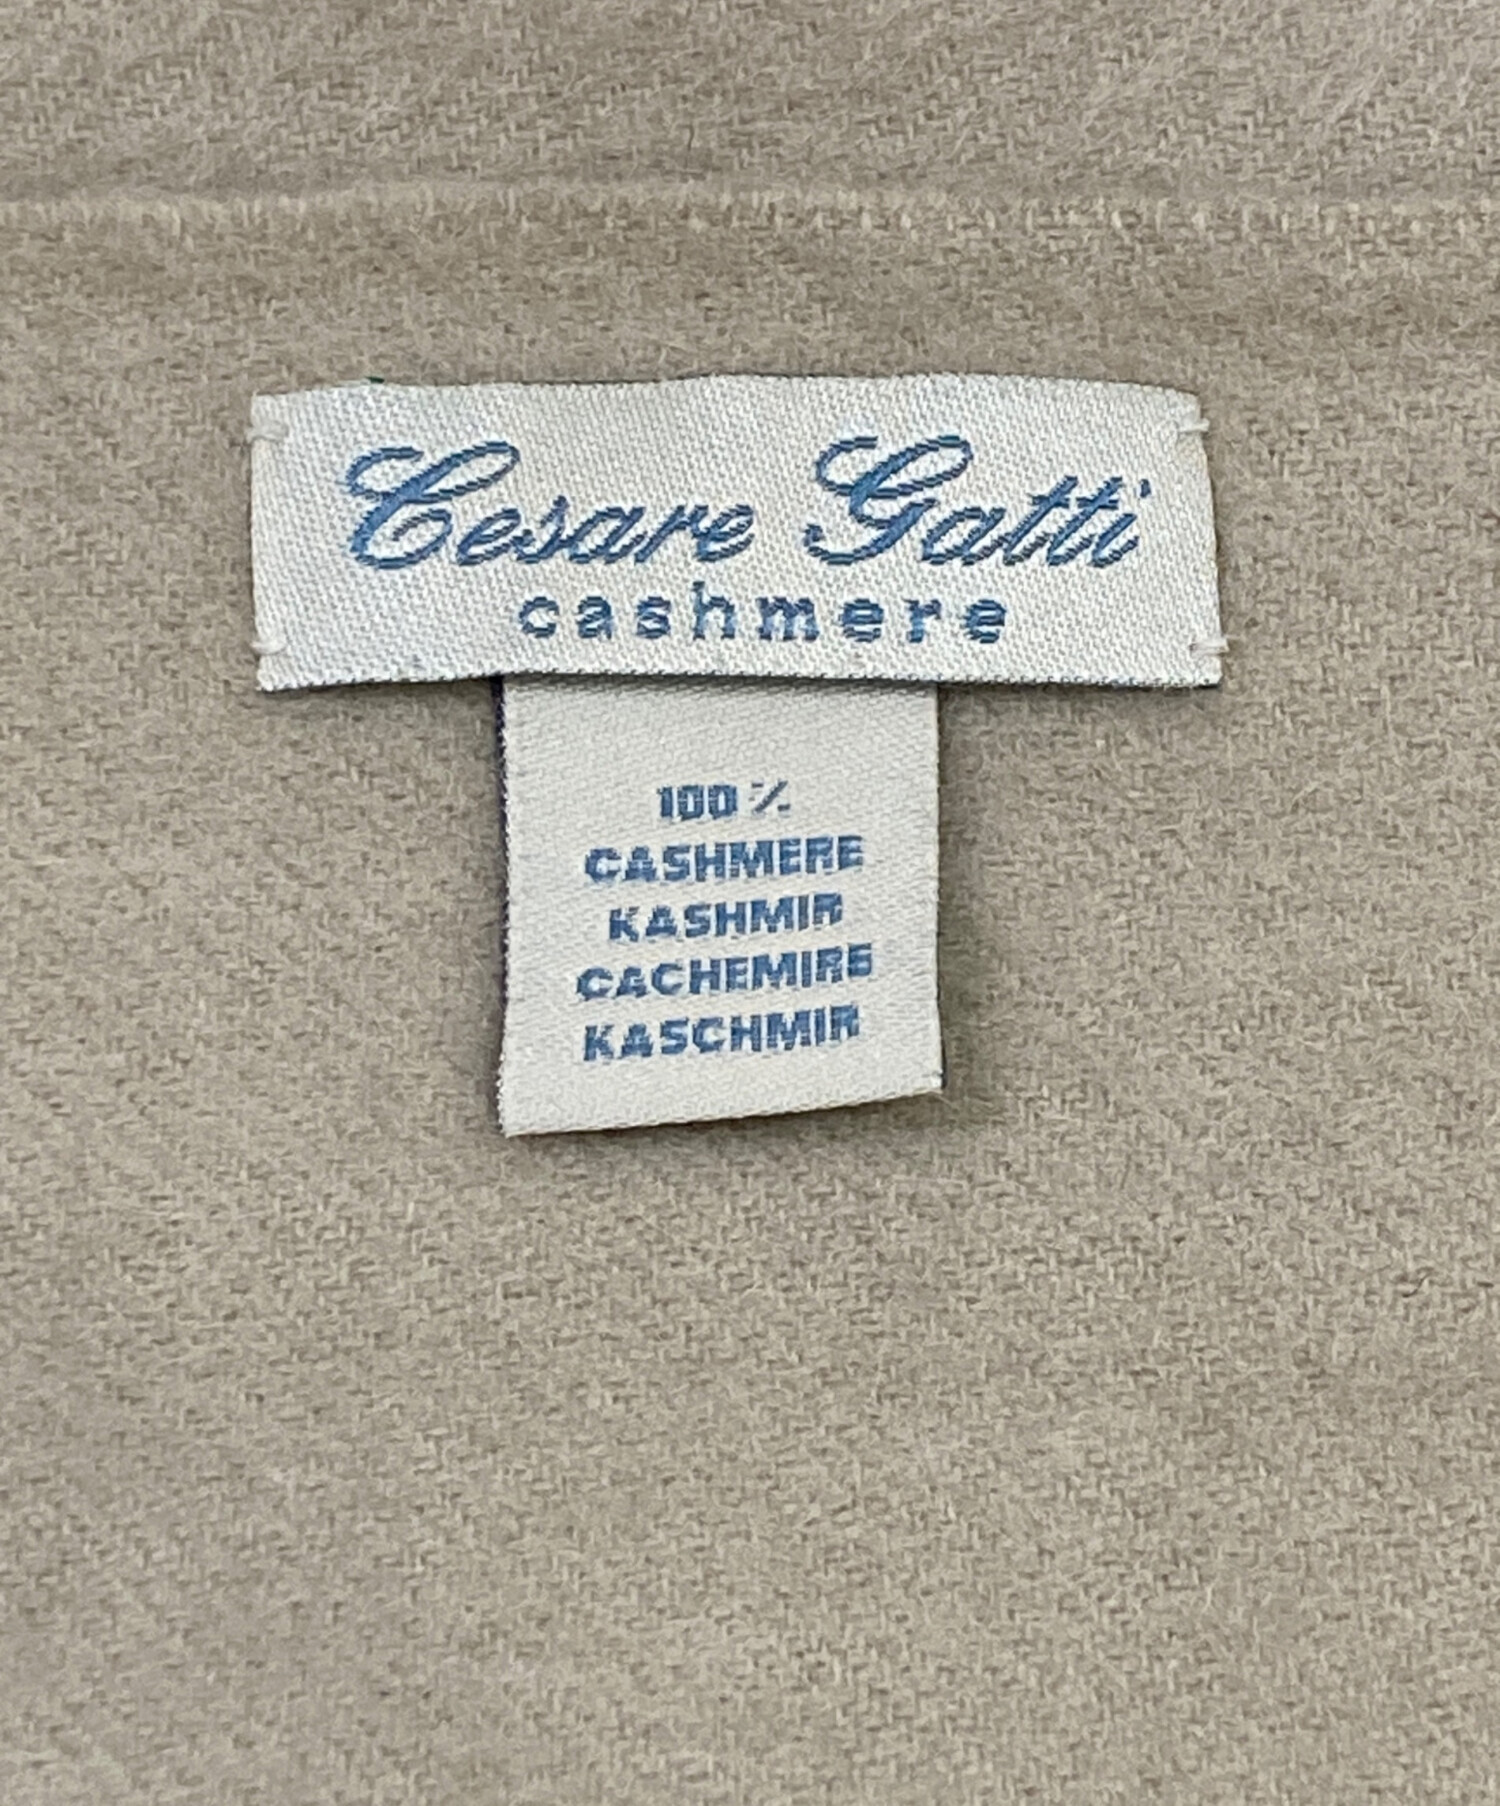 Cesare Gatti
cashmere
100%
CASHMERE
KASHMIR
CACHEMIRE
KASCHMIR